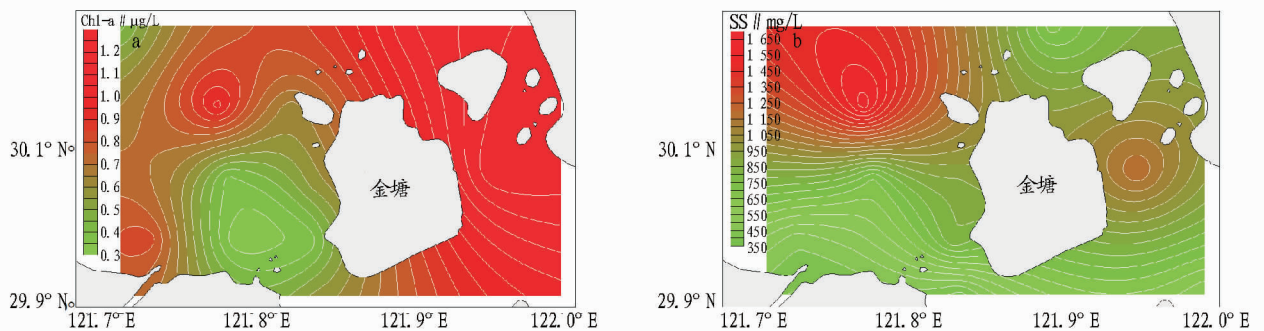 Chl-a // μg/L
a
1.2
1.1
1.0
0.9
0.8
0.7
0.6
0.5
0.4
0.3
金塘
30.1° N
29.9° N
121.7° E
121.8° E
121.9° E
122.0° E
SS // mg/L
b
1 650
1 550
1 450
1 350
1 250
1 150
1 050
950
850
750
650
550
450
350
金塘
30.1° N
29.9° N
121.7° E
121.8° E
121.9° E
122.0° E